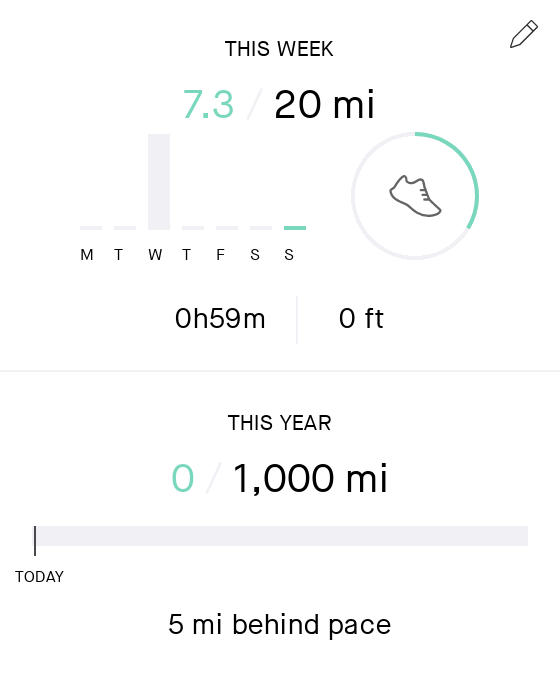 THIS WEEK
7.3 / 20 mi
M T W T F S S
0h59m 0 ft
THIS YEAR
0 / 1,000 mi
TODAY
5 mi behind pace